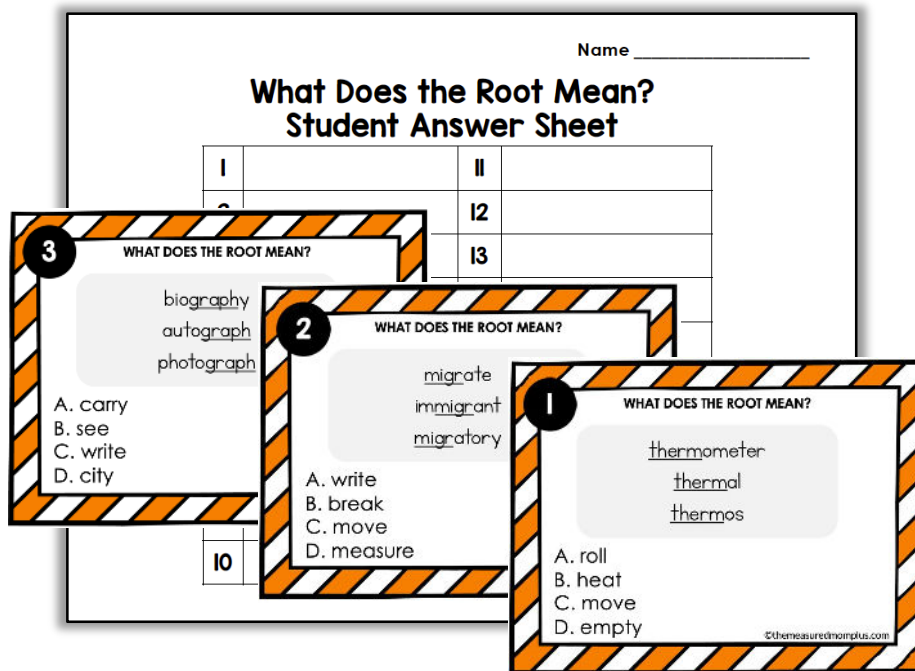 Name ____________________
What Does the Root Mean?
Student Answer Sheet
1
11
12
13
10
3
WHAT DOES THE ROOT MEAN?
biography
autograph
photograph
A. carry
B. see
C. write
D. city
2
WHAT DOES THE ROOT MEAN?
migrate
immigrant
migratory
A. write
B. break
C. move
D. measure
1
WHAT DOES THE ROOT MEAN?
thermometer
thermal
thermos
A. roll
B. heat
C. move
D. empty
©themeasuredmomplus.com